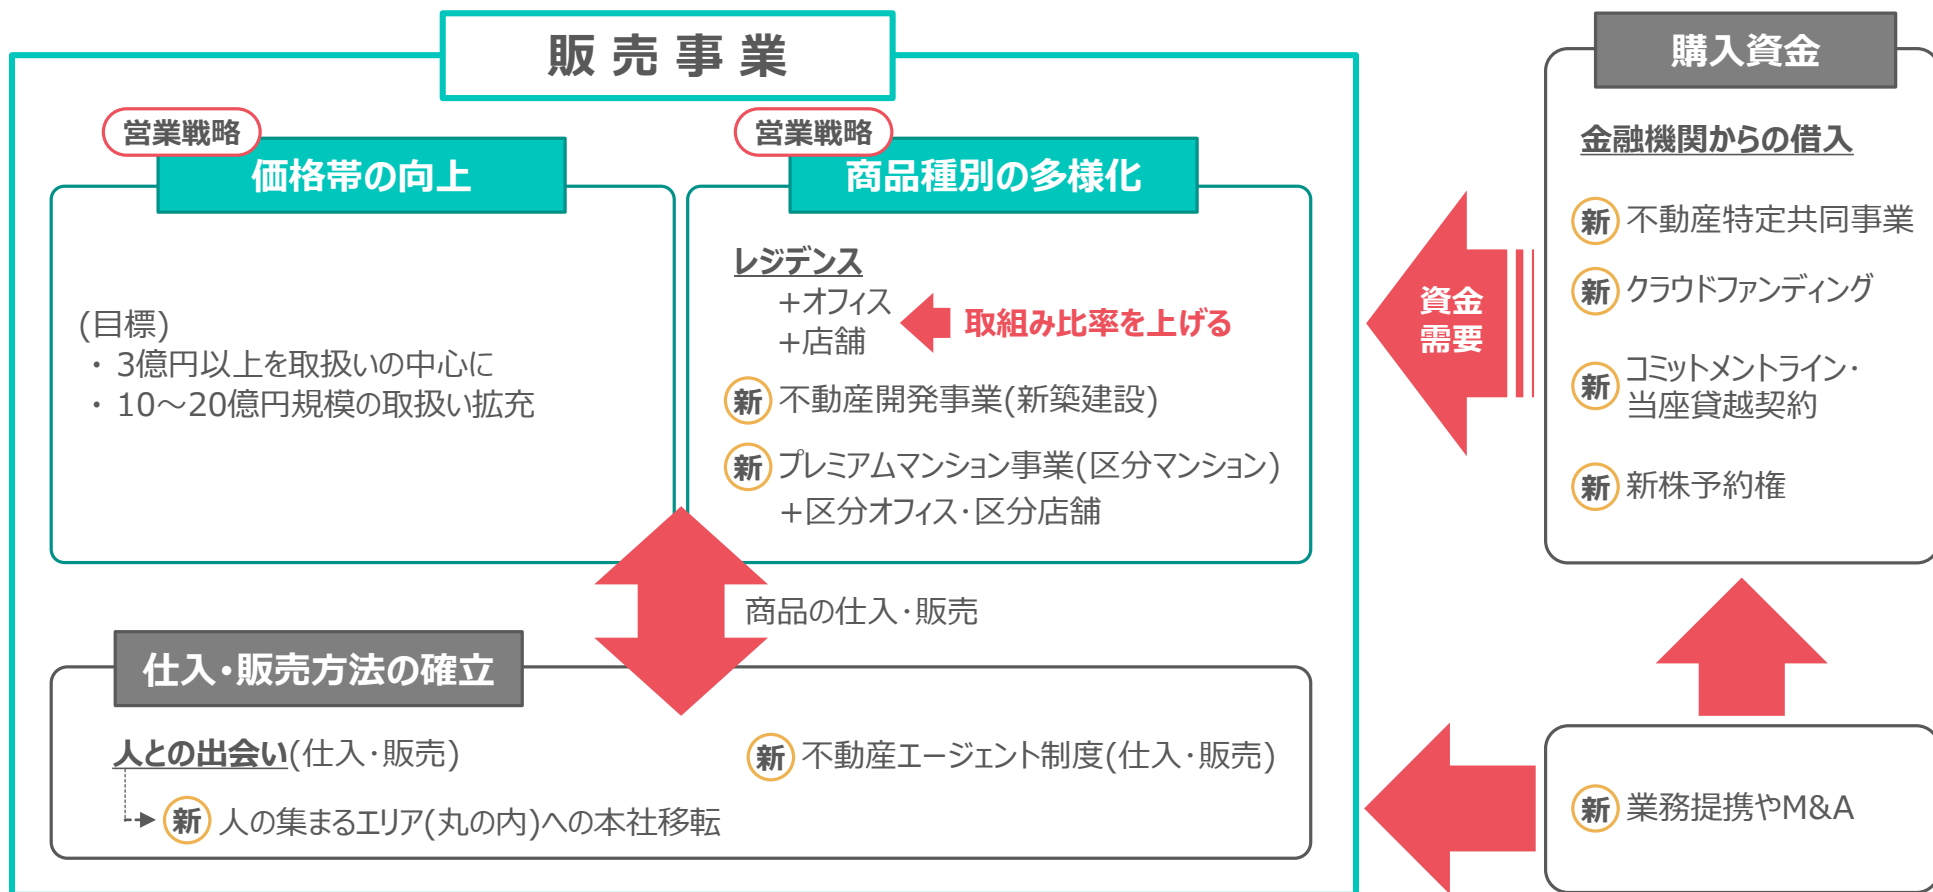 販売事業
営業戦略
価格帯の向上
(目標)
・ 3億円以上を取扱いの中心に
・ 10～20億円規模の取扱い拡充
営業戦略
商品種別の多様化
レジデンス
+オフィス
+店舗
取組み比率を上げる
新 不動産開発事業(新築建設)
新 プレミアムマンション事業(区分マンション)
+区分オフィス・区分店舗
商品の仕入・販売
仕入・販売方法の確立
人との出会い(仕入・販売)
新 人の集まるエリア(丸の内)への本社移転
新 不動産エージェント制度(仕入・販売)
資金
需要
購入資金
金融機関からの借入
新 不動産特定共同事業
新 クラウドファンディング
新 コミットメントライン・
当座貸越契約
新 新株予約権
新 業務提携やM&A